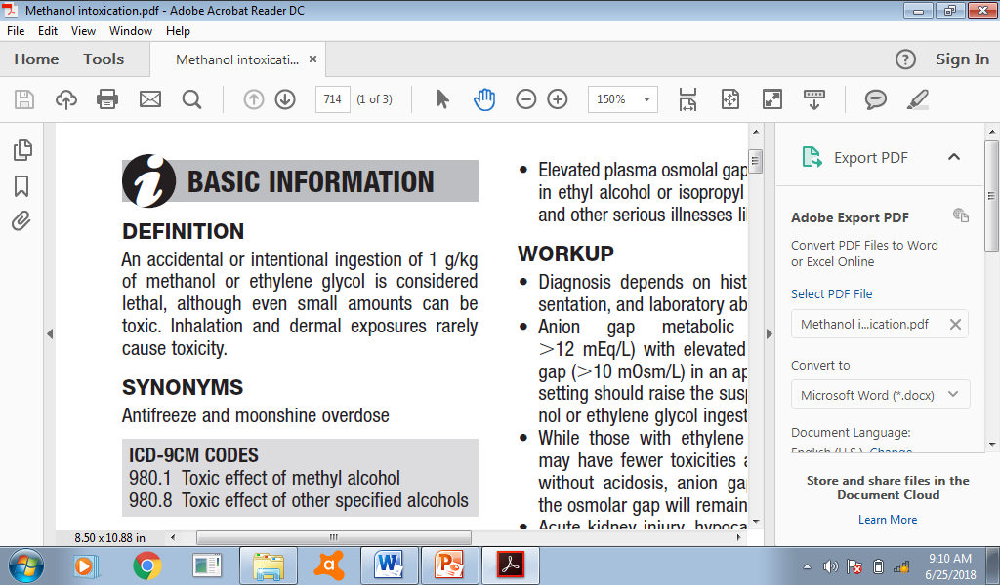 Methanol intoxication.pdf - Adobe Acrobat Reader DC
File Edit View Window Help
Home Tools Methanol intoxicati... × Sign In
714 (1 of 3) 150%
i BASIC INFORMATION
DEFINITION
An accidental or intentional ingestion of 1 g/kg
of methanol or ethylene glycol is considered
lethal, although even small amounts can be
toxic. Inhalation and dermal exposures rarely
cause toxicity.
SYNONYMS
Antifreeze and moonshine overdose
ICD-9CM CODES
980.1 Toxic effect of methyl alcohol
980.8 Toxic effect of other specified alcohols
• Elevated plasma osmolal gap
in ethyl alcohol or isopropyl
and other serious illnesses li
WORKUP
• Diagnosis depends on hist
sentation, and laboratory ab
• Anion gap metabolic
>12 mEq/L) with elevated
gap (>10 mOsm/L) in an ap
setting should raise the sus
nol or ethylene glycol ingest
• While those with ethylene
may have fewer toxicities a
without acidosis, anion ga
the osmolar gap will remain
• Acute kidney injury, hypoca
8.50 x 10.88 in
Export PDF
Adobe Export PDF
Convert PDF Files to Word
or Excel Online
Select PDF File
Methanol i...ication.pdf
Convert to
Microsoft Word (*.docx)
Document Language:
English (U.S.) Change
Store and share files in the
Document Cloud
Learn More
9:10 AM
6/25/2018